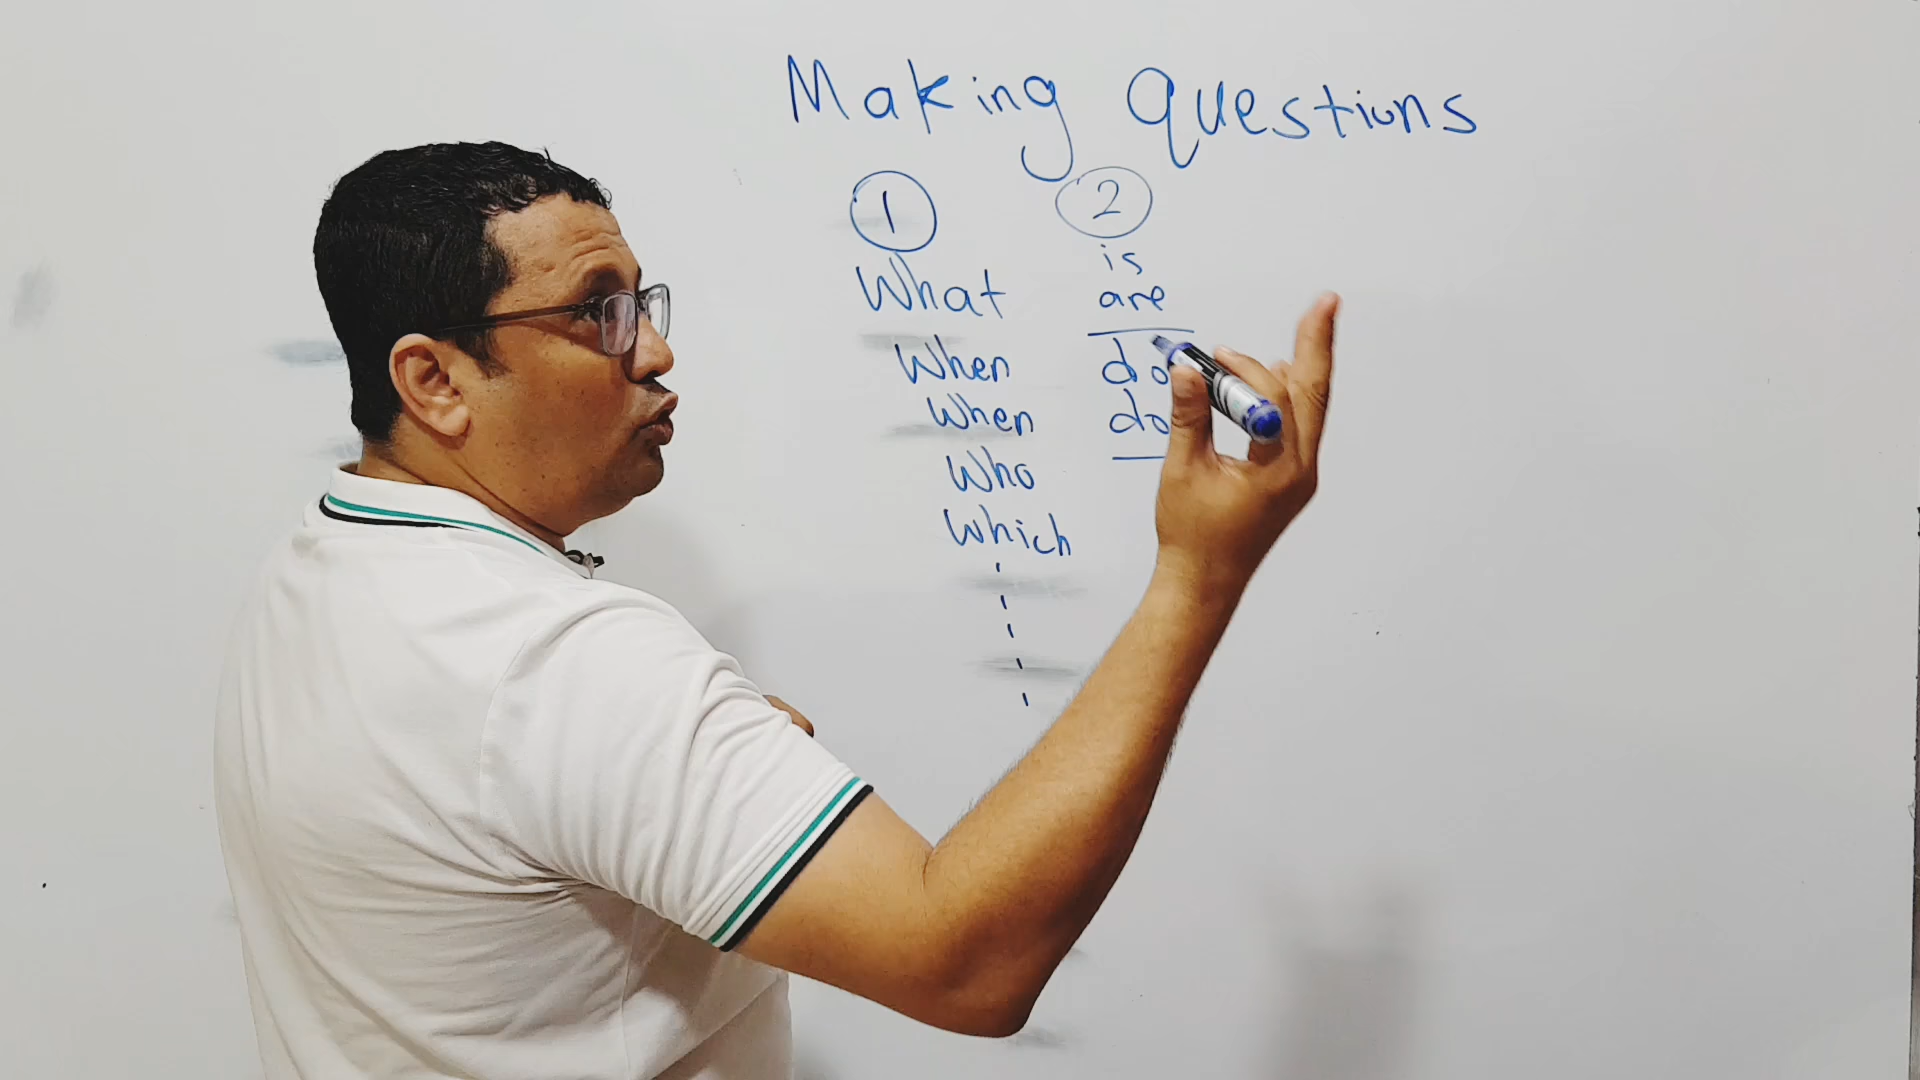 Making Questions
1 2
What is
are
When do
When do
Who
Which